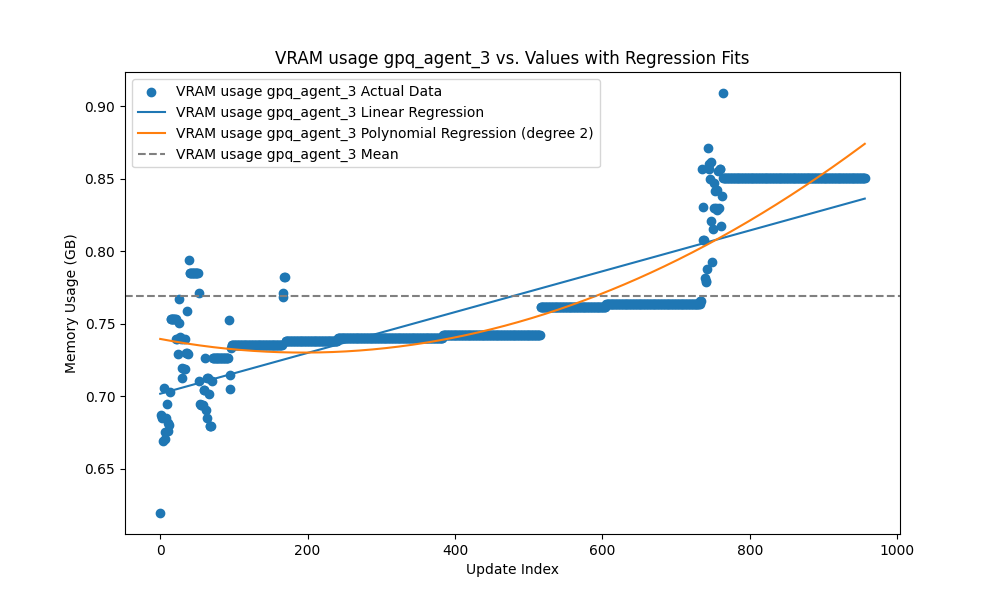 VRAM usage gpq_agent_3 vs. Values with Regression Fits
VRAM usage gpq_agent_3 Actual Data
VRAM usage gpq_agent_3 Linear Regression
VRAM usage gpq_agent_3 Polynomial Regression (degree 2)
VRAM usage gpq_agent_3 Mean
Memory Usage (GB)
0.90
0.85
0.80
0.75
0.70
0.65
0
200
400
600
800
1000
Update Index